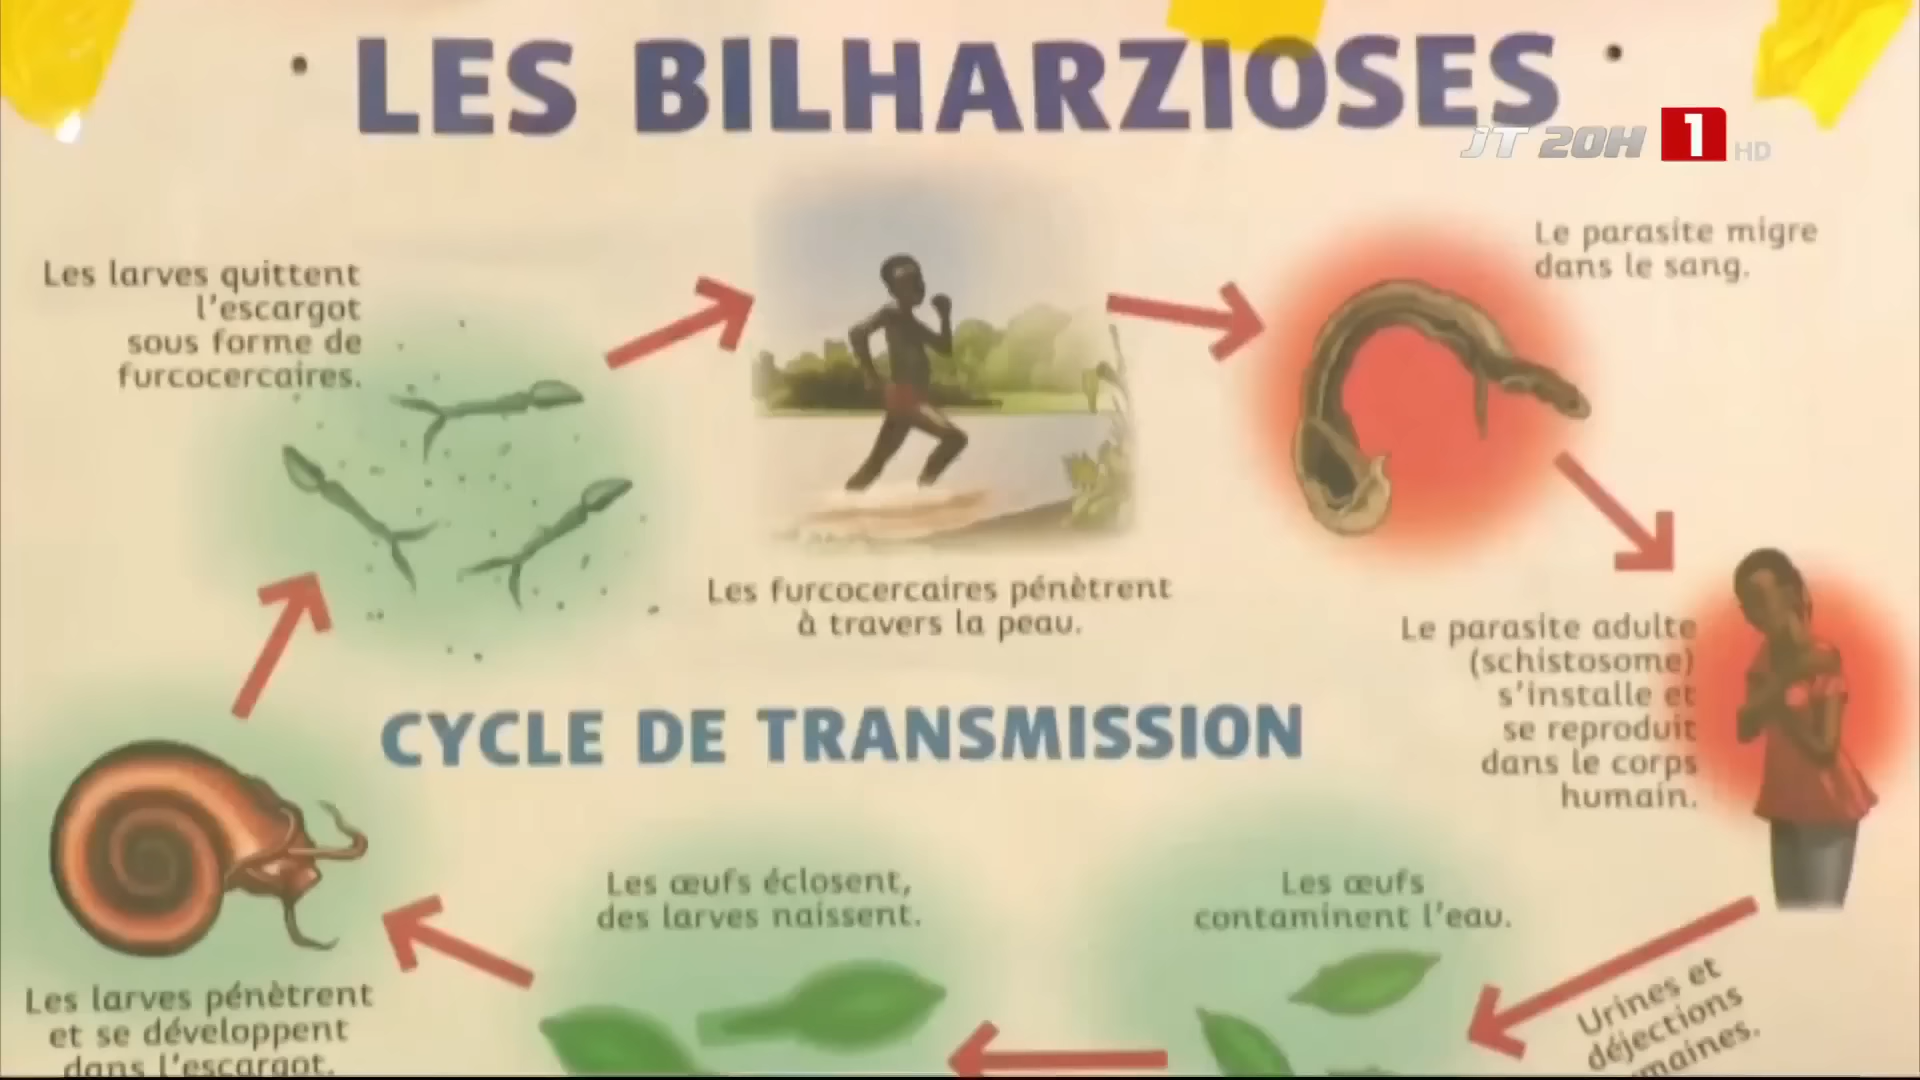 LES BILHARZIOSES
JT 20H 1 HD
Les larves quittent
l'escargot
sous forme de
furcocercaires.
Les furcocercaires pénètrent
à travers la peau.
Le parasite migre
dans le sang.
Le parasite adulte
(schistosome)
s'installe et
se reproduit
dans le corps
humain.
CYCLE DE TRANSMISSION
Urines et
déjections
maines.
Les œufs
contaminent l'eau.
Les œufs éclosent,
des larves naissent.
Les larves pénètrent
et se développent
dans l'escargot.